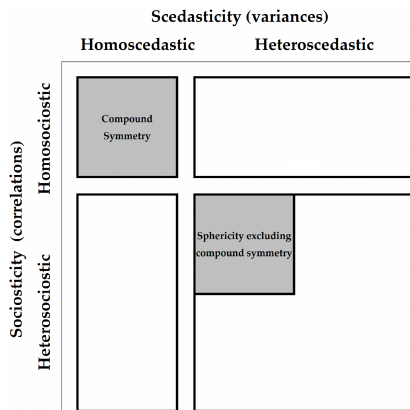 Scedasticity (variances)
Homoscedastic Heteroscedastic
Sociosticity (correlations)
Homosociostic
Heterosociostic
Compound
Symmetry
Sphericity excluding
compound symmetry